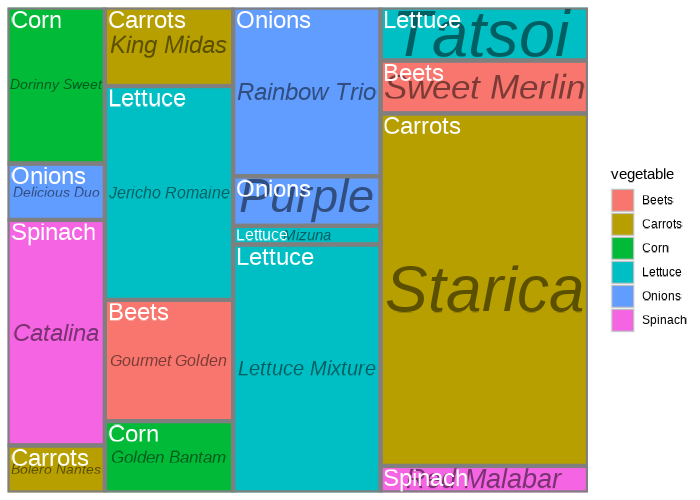 Corn
Dorinny Sweet
Onions
Delicious Duo
Spinach
Catalina
Carrots
Bolero Nantes
Carrots
King Midas
Lettuce
Jericho Romaine
Beets
Gourmet Golden
Corn
Golden Bantam
Onions
Rainbow Trio
Onions
Purple
Lettuce
Mizuna
Lettuce
Lettuce Mixture
Lettuce
Tatsoi
Beets
Sweet Merlin
Carrots
Starica
Spinach
Red Malabar
vegetable
Beets
Carrots
Corn
Lettuce
Onions
Spinach